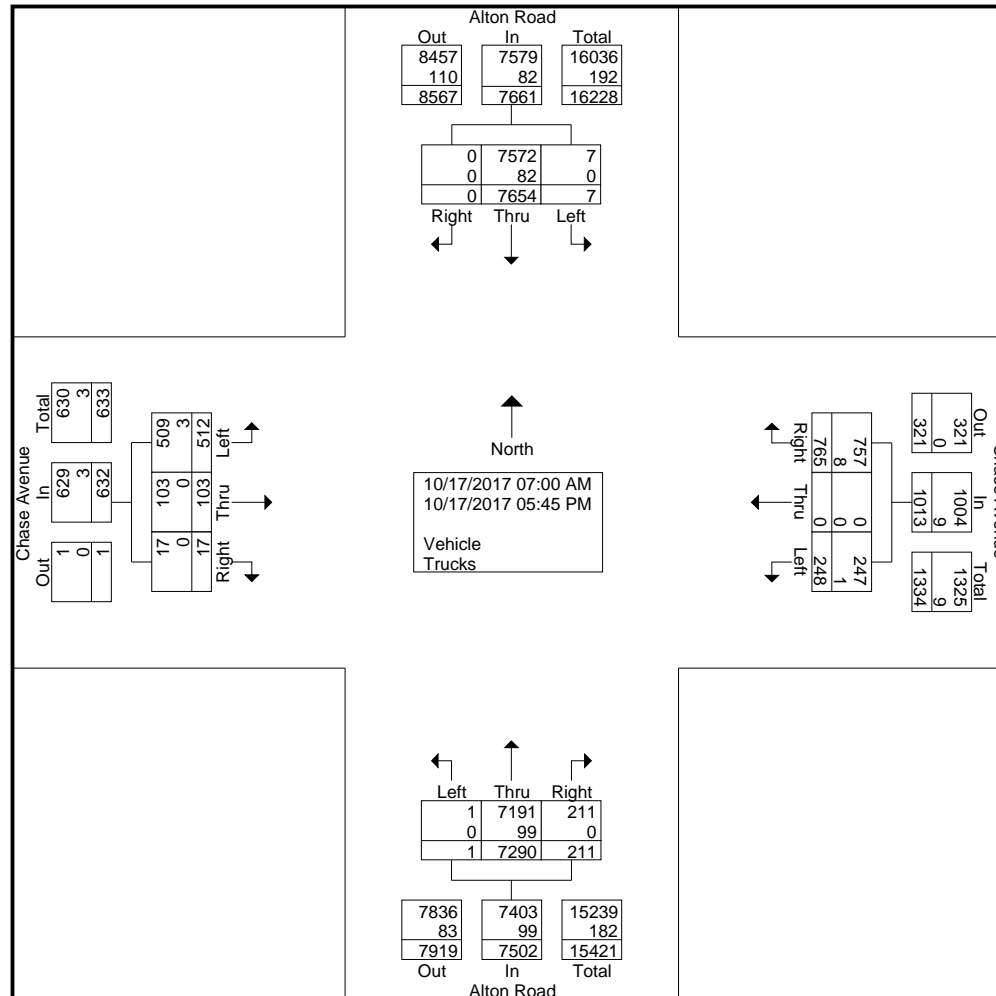 Alton Road
Out In Total
8457 7579 16036
110 82 192
8567 7661 16228
0 7572 7
0 82 0
0 7654 7
Right Thru Left
Chase Avenue
Total In Out
630 629 1
3 3 0
633 632 1
509 103 17
3 0 0
512 103 17
Left Thru Right
North
10/17/2017 07:00 AM
10/17/2017 05:45 PM
Vehicle
Trucks
Right Thru Left
757 0 247
8 0 1
765 0 248
Out In Total
321 1004 1325
0 9 9
321 1013 1334
Left Thru Right
1 7191 211
0 99 0
1 7290 211
7836 7403 15239
83 99 182
7919 7502 15421
Out In Total
Alton Road